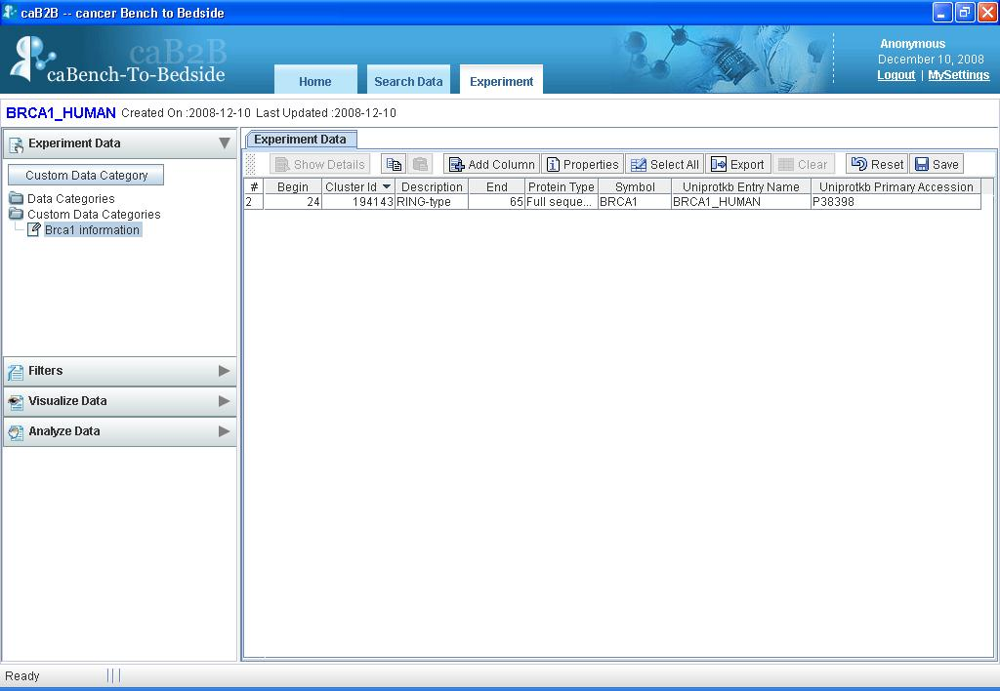 caB2B -- cancer Bench to Bedside
caB2B
caBench-To-Bedside
Home
Search Data
Experiment
Anonymous
December 10, 2008
Logout | MySettings
BRCA1_HUMAN Created On :2008-12-10 Last Updated :2008-12-10
Experiment Data
Custom Data Category
Data Categories
Custom Data Categories
Brca1 information
Filters
Visualize Data
Analyze Data
Experiment Data
Show Details Add Column Properties Select All Export Clear Reset Save
# Begin Cluster Id Description End Protein Type Symbol Uniprotkb Entry Name Uniprotkb Primary Accession
2 24 194143 RING-type 65 Full seque... BRCA1 BRCA1_HUMAN P38398
Ready